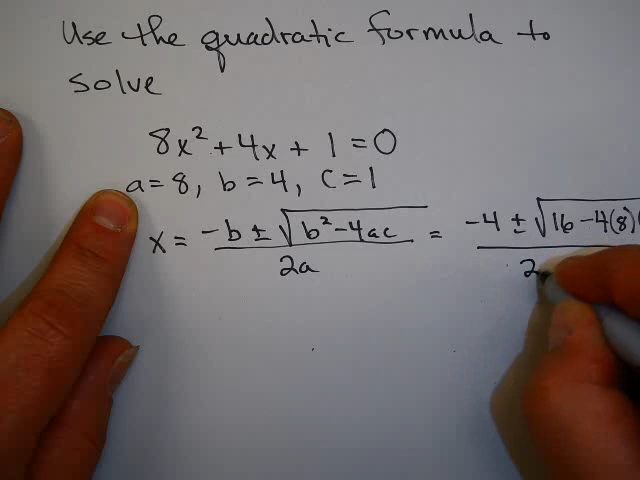 Use the quadratic formula to
solve
8x² + 4x + 1 = 0
a = 8, b = 4, c = 1
x = -b ± √(b² - 4ac) / 2a = -4 ± √(16 - 4(8)( / 2